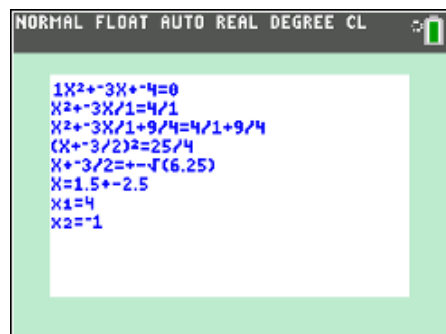 NORMAL FLOAT AUTO REAL DEGREE CL
1X²+⁻3X+⁻4=0
X²+⁻3X/1=4/1
X²+⁻3X/1+9/4=4/1+9/4
(X+⁻3/2)²=25/4
X+⁻3/2=+-√(6.25)
X=1.5+-2.5
X1=4
X2=⁻1